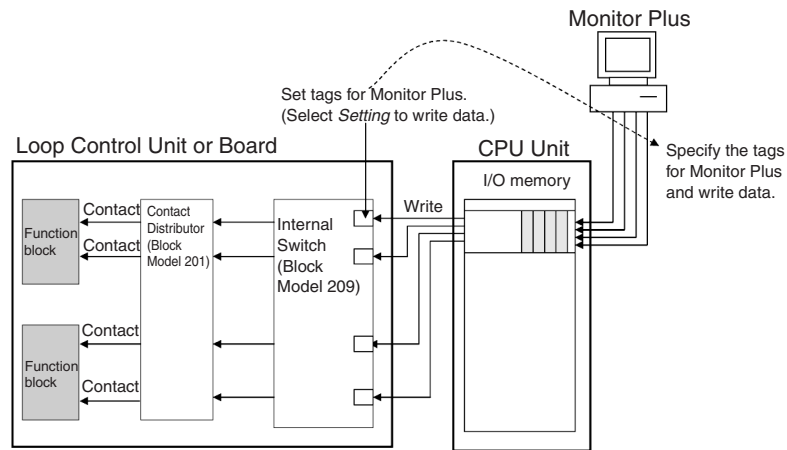 Monitor Plus
Set tags for Monitor Plus.
(Select Setting to write data.)
Loop Control Unit or Board
CPU Unit
Specify the tags
for Monitor Plus
and write data.
I/O memory
Write
Contact
Contact
Function
block
Contact
Distributor
(Block
Model 201)
Internal
Switch
(Block
Model 209)
Contact
Contact
Function
block